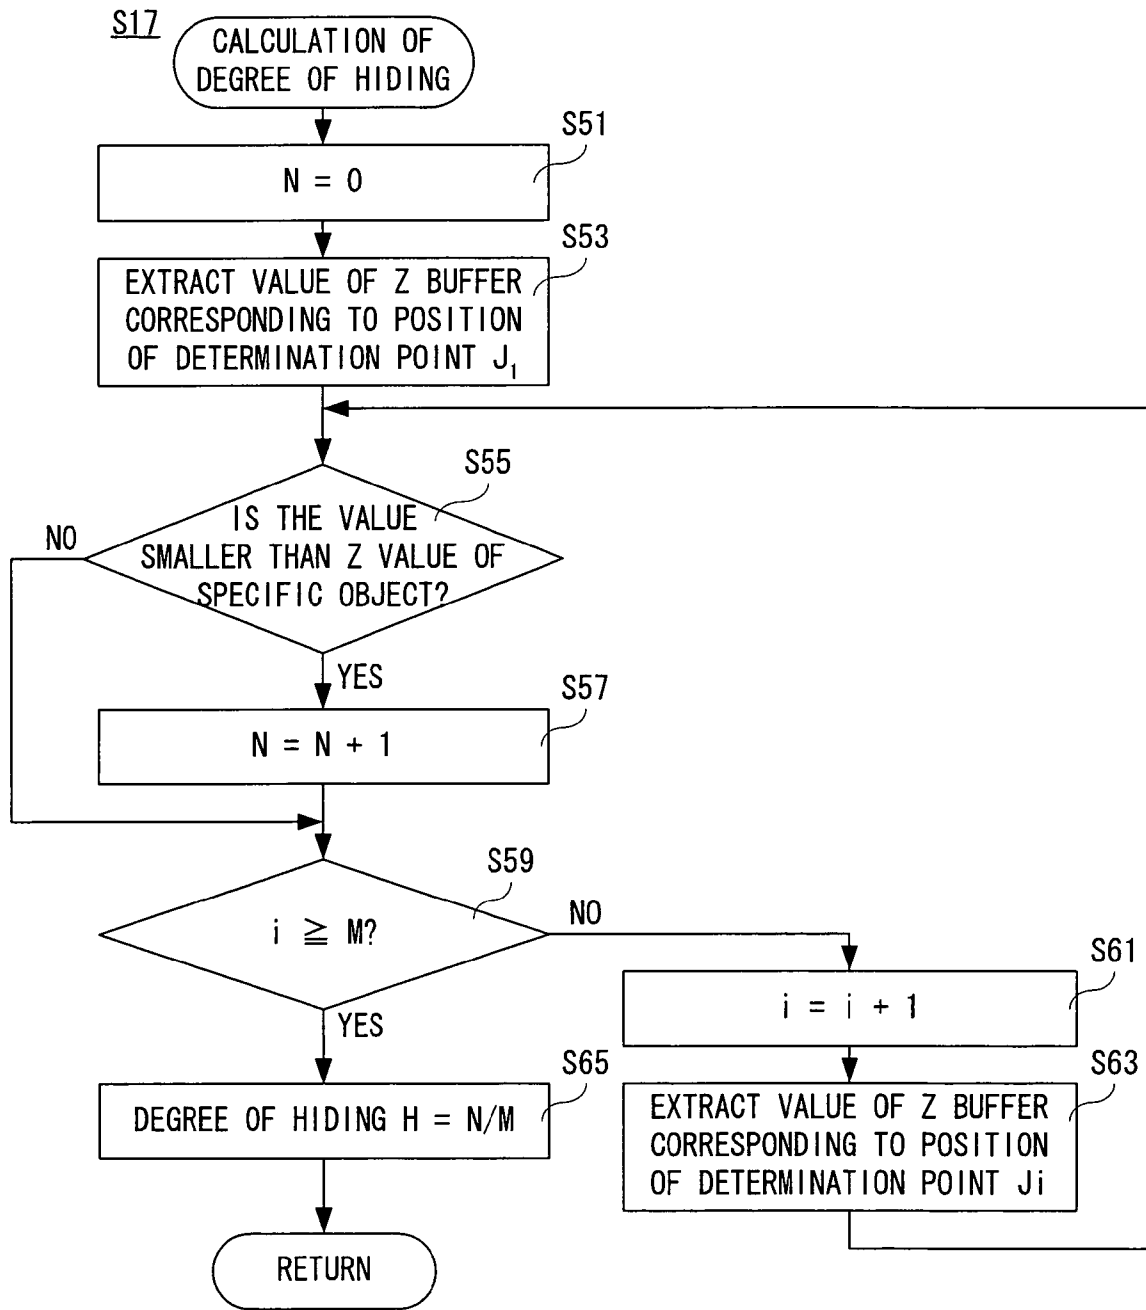 S17
CALCULATION OF
DEGREE OF HIDING
S51
N = 0
S53
EXTRACT VALUE OF Z BUFFER
CORRESPONDING TO POSITION
OF DETERMINATION POINT J₁
S55
IS THE VALUE
SMALLER THAN Z VALUE OF
SPECIFIC OBJECT?
NO
YES
S57
N = N + 1
S59
i ≧ M?
NO
YES
S61
i = i + 1
S63
EXTRACT VALUE OF Z BUFFER
CORRESPONDING TO POSITION
OF DETERMINATION POINT Ji
S65
DEGREE OF HIDING H = N/M
RETURN